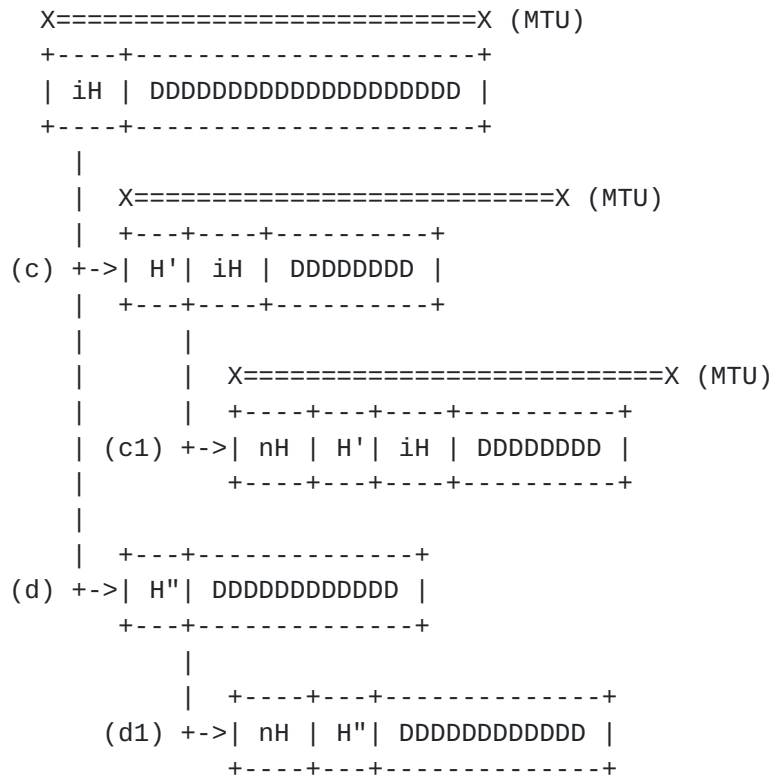 X===========================X (MTU)
+----+----------------------+
| iH | DDDDDDDDDDDDDDDDDDDD |
+----+----------------------+
|
| X===========================X (MTU)
| +---+----+----------+
(c) +->| H'| iH | DDDDDDDD |
| +---+----+----------+
| |
| | X===========================X (MTU)
| | +----+---+----+----------+
| (c1) +->| nH | H'| iH | DDDDDDDD |
| +----+---+----+----------+
|
| +---+--------------+
(d) +->| H"| DDDDDDDDDDDD |
+---+--------------+
|
| +----+---+--------------+
(d1) +->| nH | H"| DDDDDDDDDDDD |
+----+---+--------------+